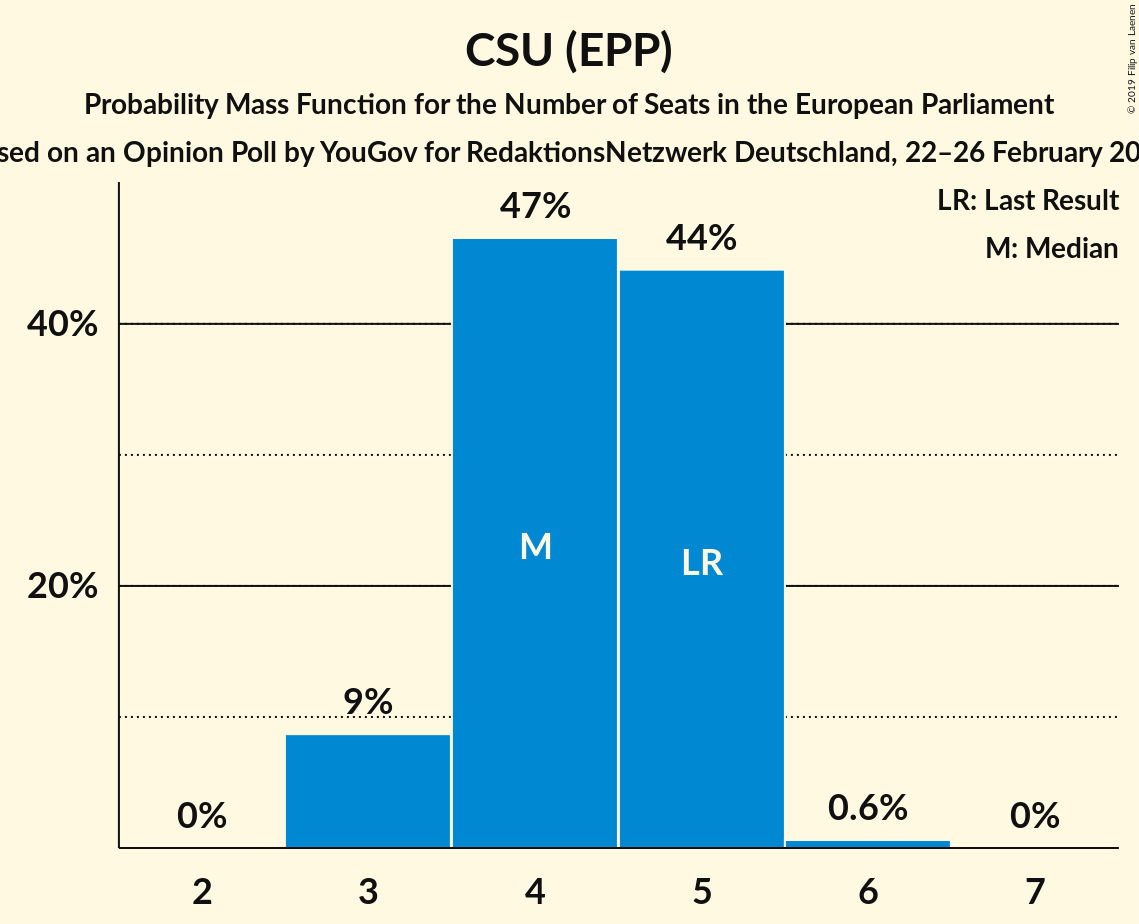 CSU (EPP)
Probability Mass Function for the Number of Seats in the European Parliament
sed on an Opinion Poll by YouGov for RedaktionsNetzwerk Deutschland, 22–26 February 20
© 2019 Filip van Laenen
LR: Last Result
M: Median
47%
44%
40%
M
LR
20%
9%
0%
0.6%
0%
2 3 4 5 6 7